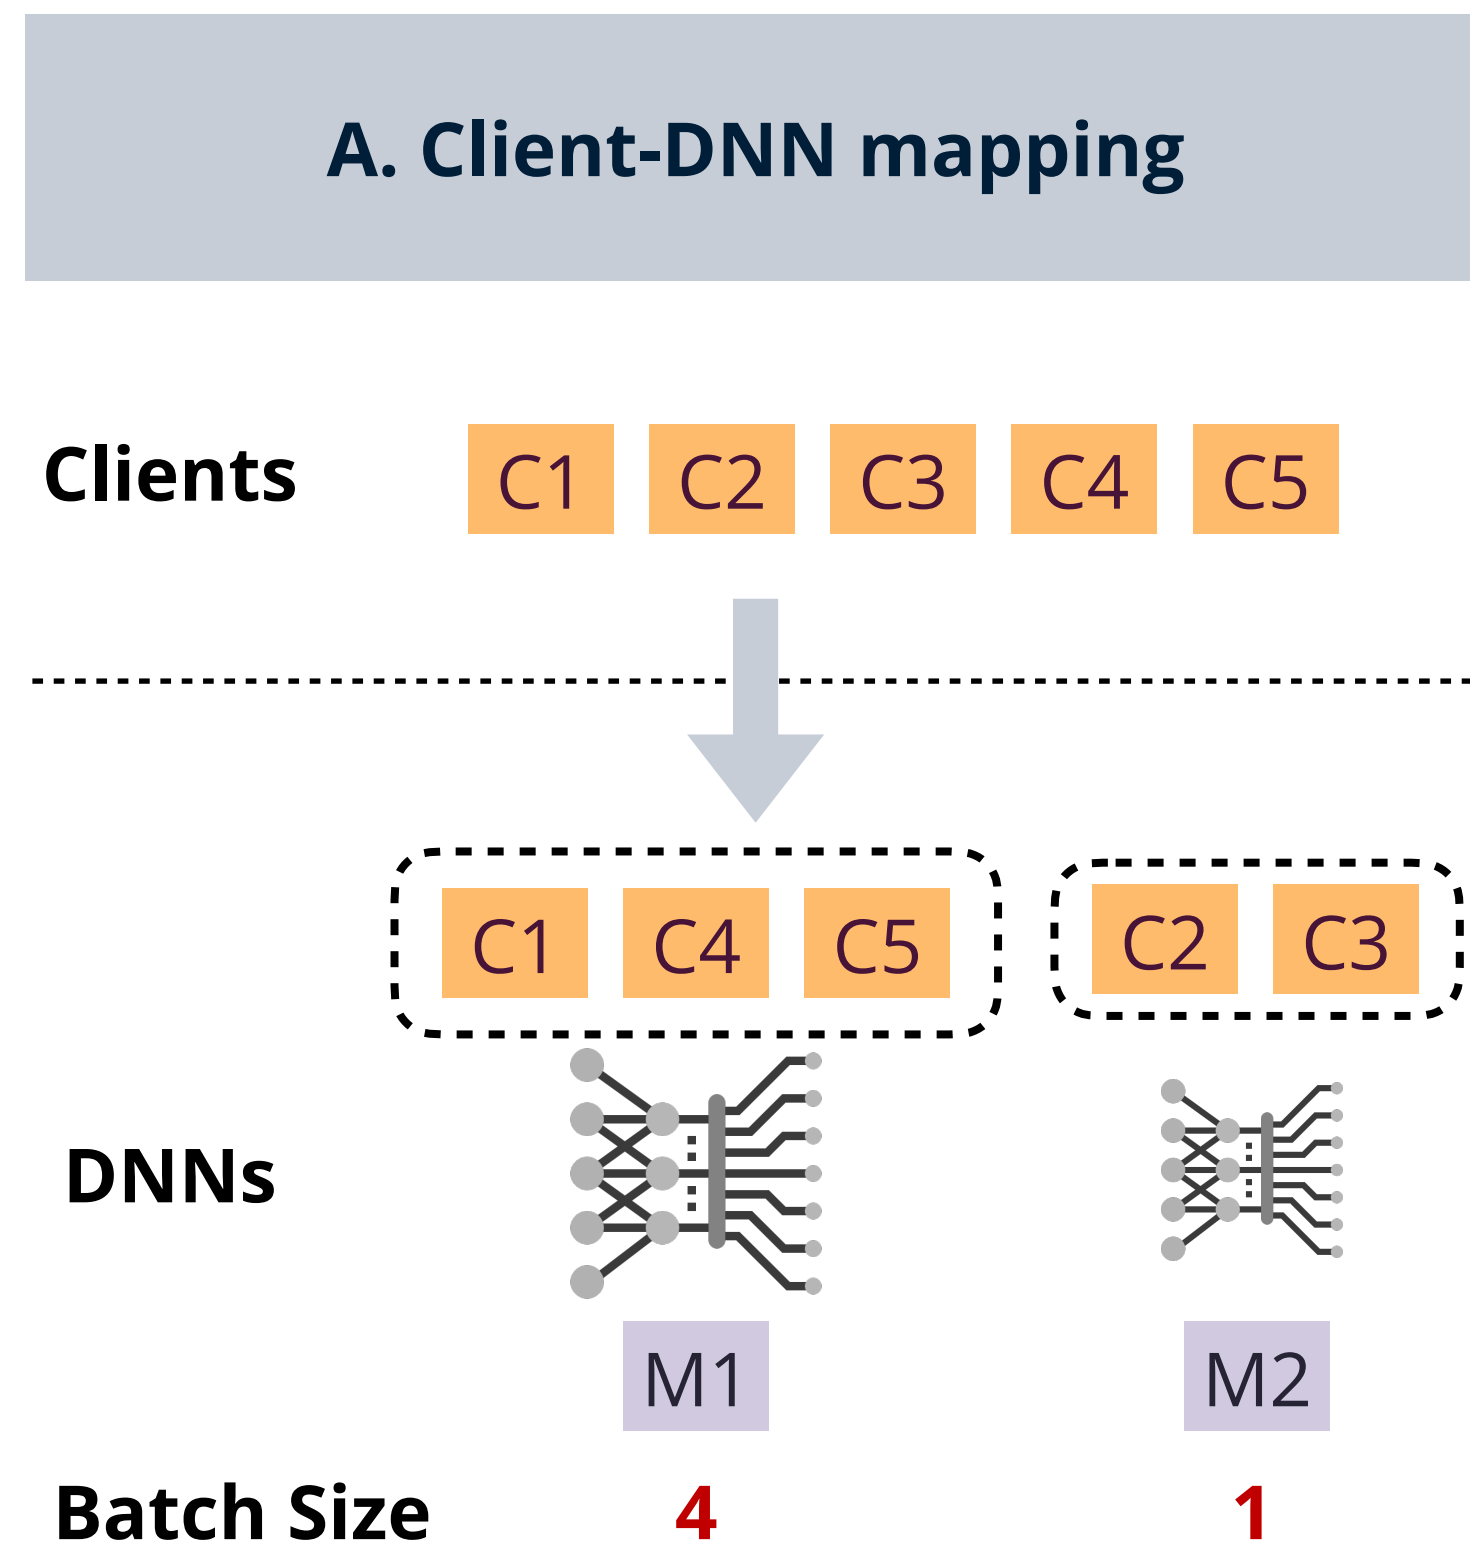 A. Client-DNN mapping
Clients C1 C2 C3 C4 C5
C1 C4 C5 C2 C3
DNNs
M1 M2
Batch Size 4 1